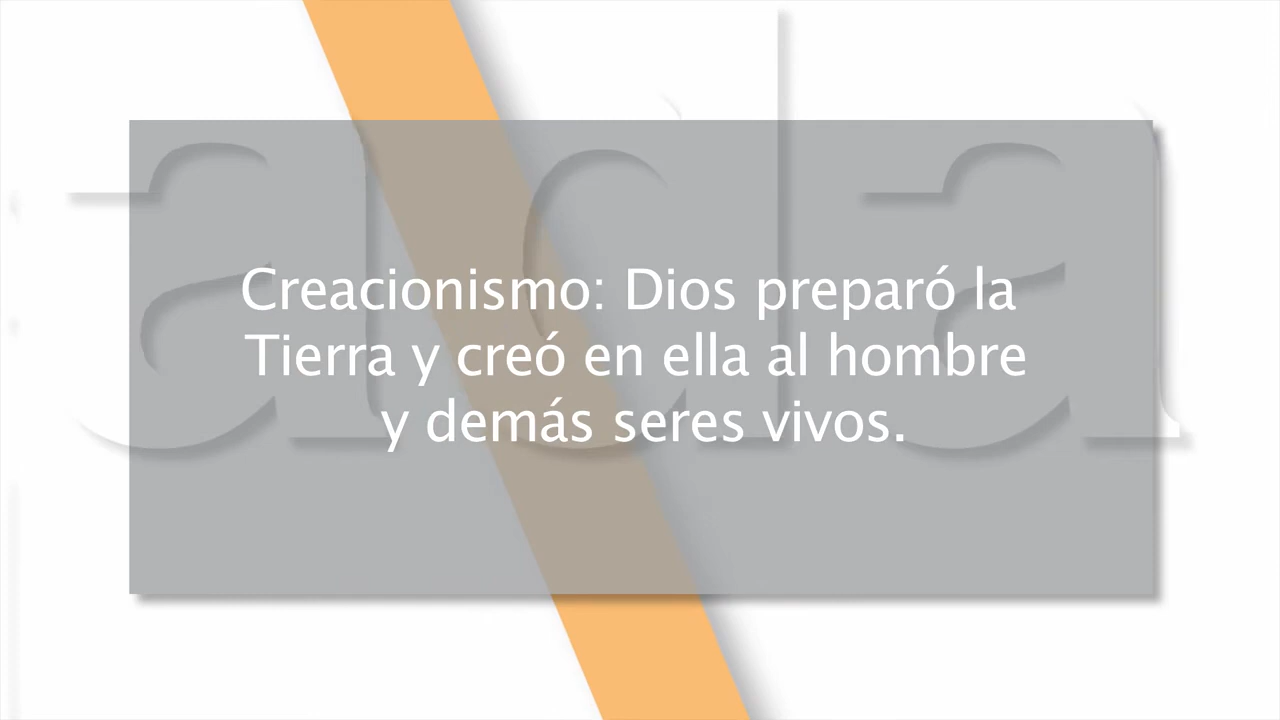 Creacionismo: Dios preparó la
Tierra y creó en ella al hombre
y demás seres vivos.